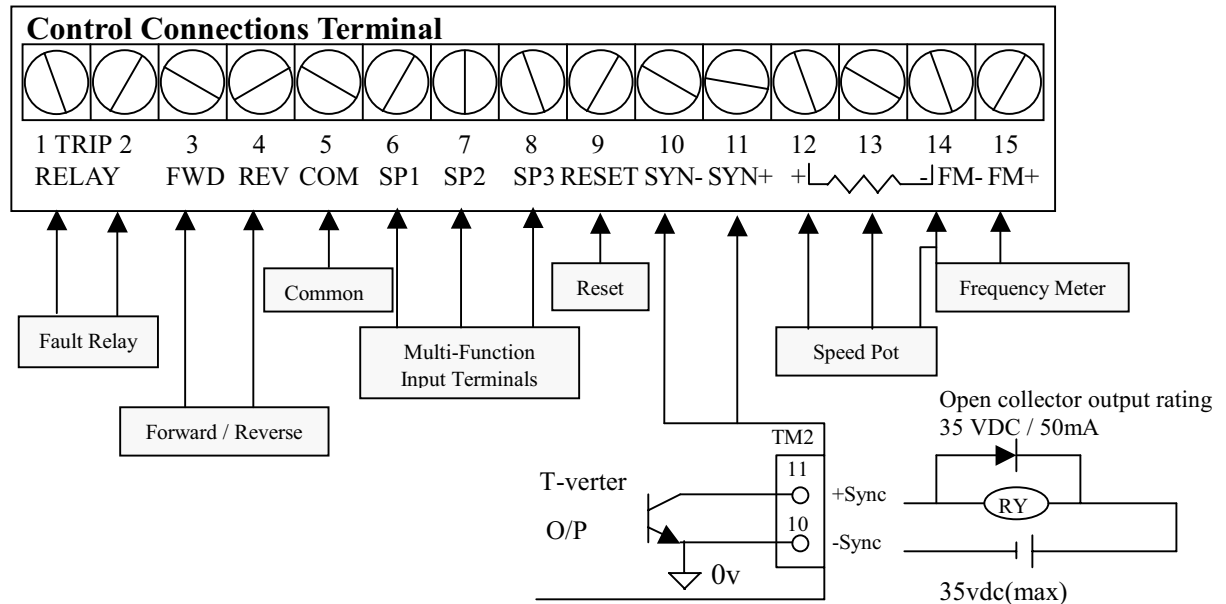 Control Connections Terminal
1 TRIP 2 3 4 5 6 7 8 9 10 11 12 13 14 15
RELAY FWD REV COM SP1 SP2 SP3 RESET SYN- SYN+ + - FM- FM+
Common
Reset
Frequency Meter
Fault Relay
Multi-Function
Input Terminals
Speed Pot
Forward / Reverse
Open collector output rating
35 VDC / 50mA
TM2
T-verter
O/P
11
+Sync
RY
10
-Sync
0v
35vdc(max)